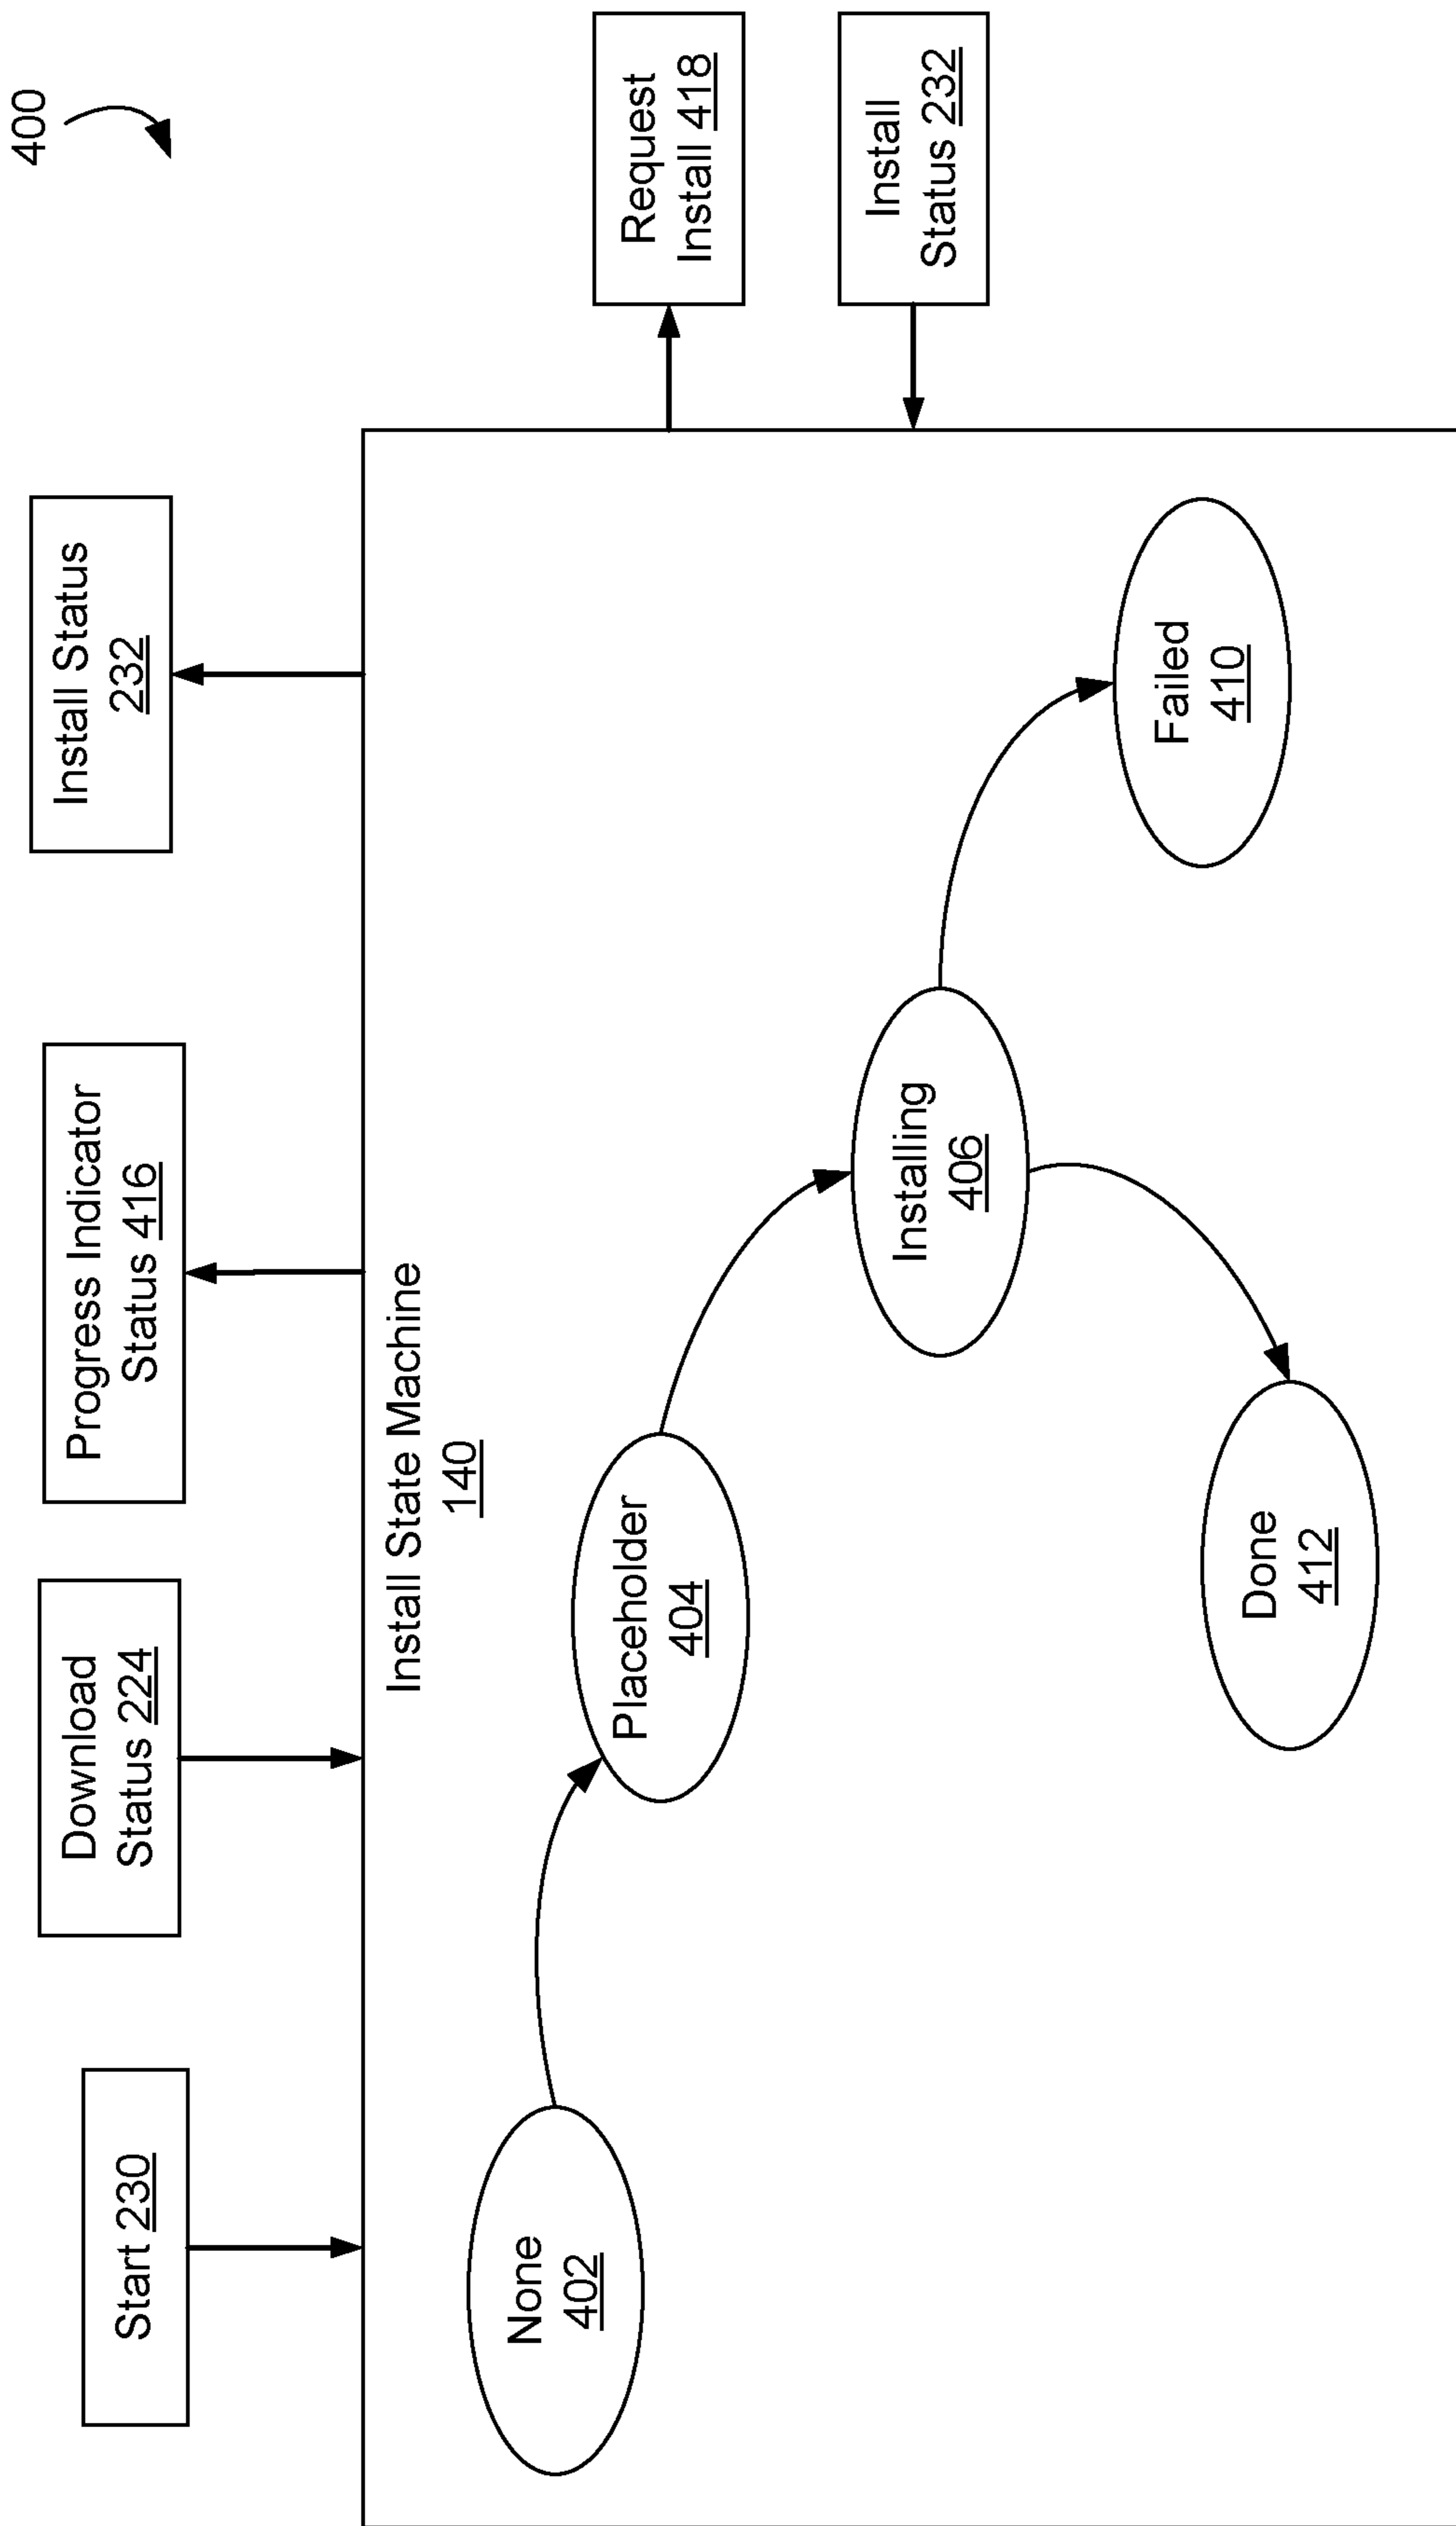 400
Start 230
Download
Status 224
Progress Indicator
Status 416
Install Status
232
Install State Machine
140
Request
Install 418
Install
Status 232
None
402
Placeholder
404
Installing
406
Failed
410
Done
412